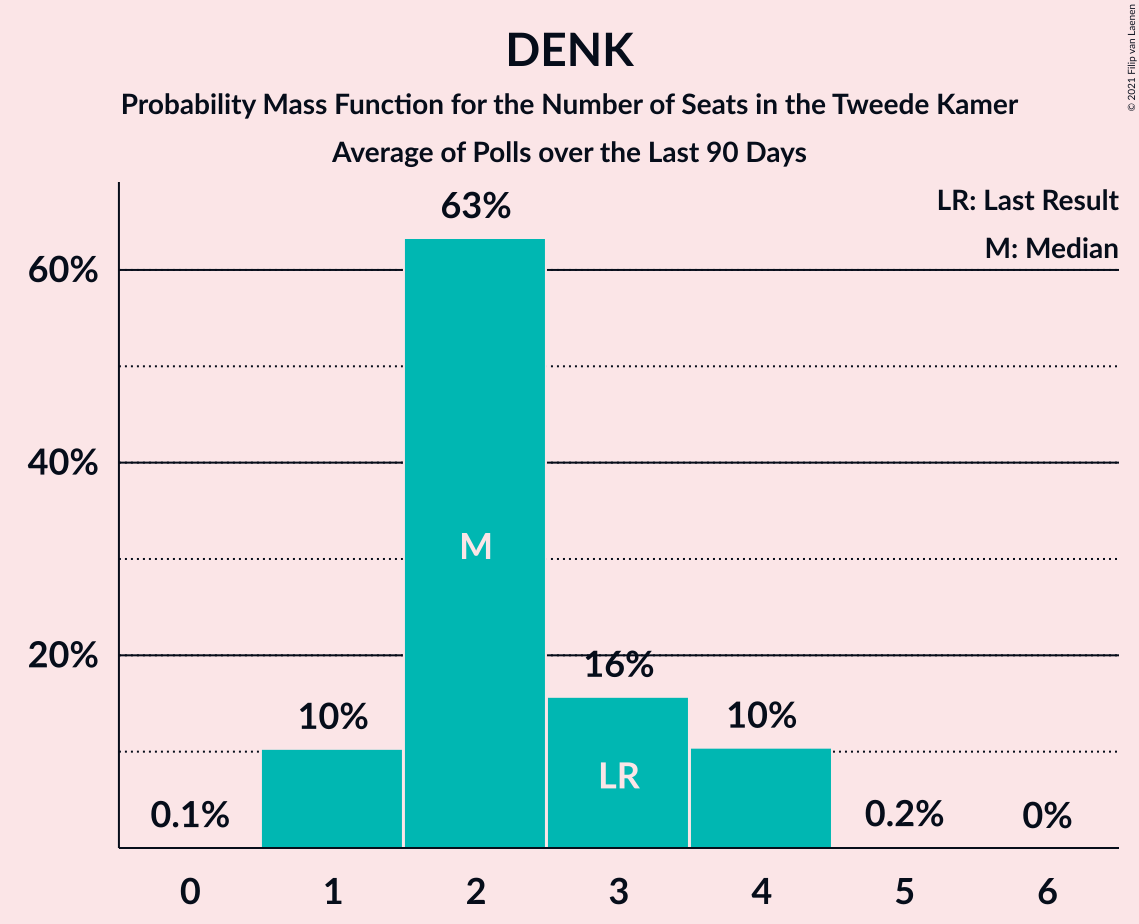 DENK
Probability Mass Function for the Number of Seats in the Tweede Kamer
Average of Polls over the Last 90 Days
© 2021 Filip van Laenen
LR: Last Result
M: Median
60%
40%
20%
0.1%
10%
63%
16%
10%
0.2%
0%
M
LR
0 1 2 3 4 5 6